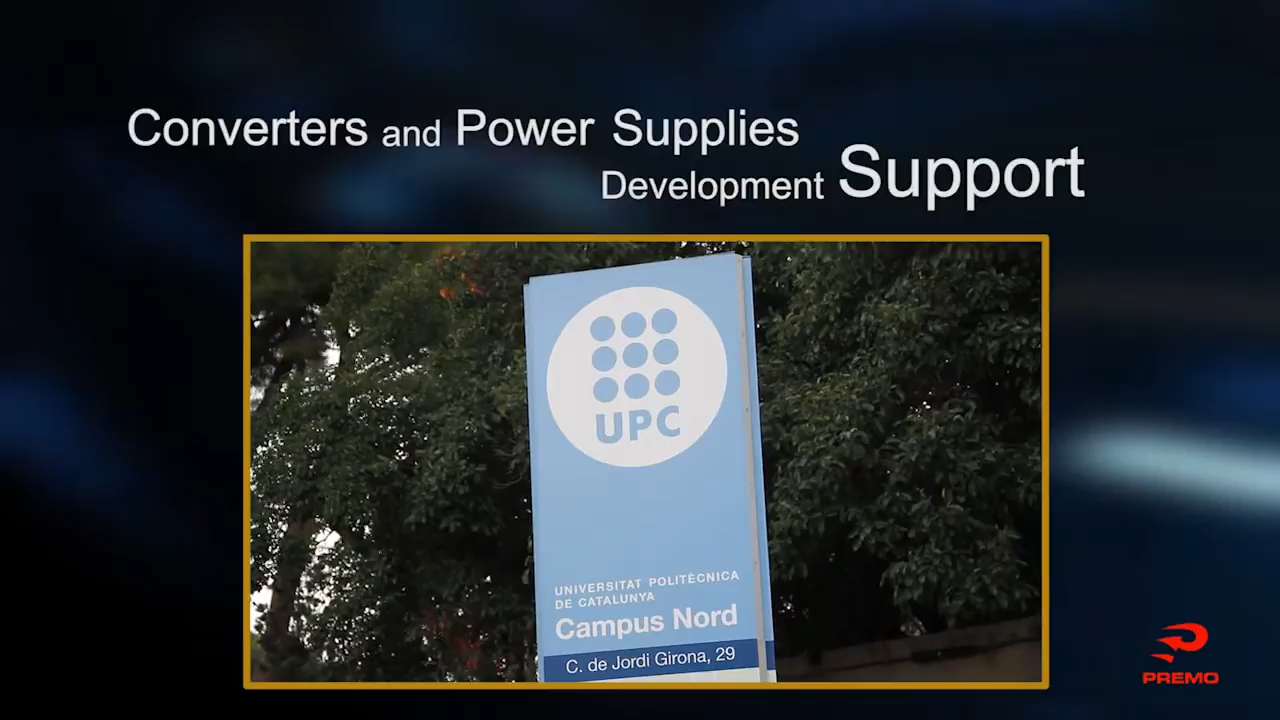 Converters and Power Supplies
Development Support
UPC
UNIVERSITAT POLITÈCNICA
DE CATALUNYA
Campus Nord
C. de Jordi Girona, 29
PREMO